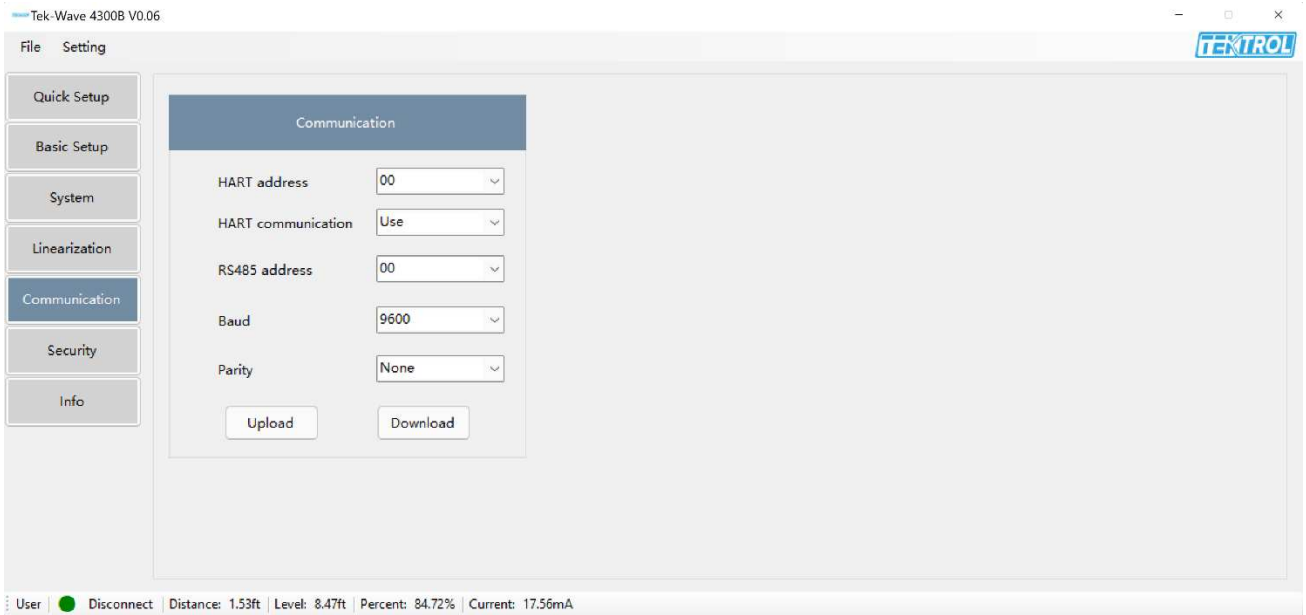 Tek-Wave 4300B V0.06
File Setting
TEKTROL
Quick Setup
Basic Setup
System
Linearization
Communication
Security
Info
Communication
HART address 00
HART communication Use
RS485 address 00
Baud 9600
Parity None
Upload Download
User Disconnect Distance: 1.53ft Level: 8.47ft Percent: 84.72% Current: 17.56mA